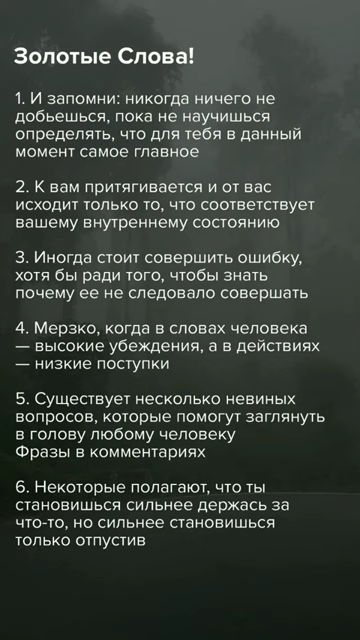 Золотые Слова!
1. И запомни: никогда ничего не
добьешься, пока не научишься
определять, что для тебя в данный
момент самое главное
2. К вам притягивается и от вас
исходит только то, что соответствует
вашему внутреннему состоянию
3. Иногда стоит совершить ошибку,
хотя бы ради того, чтобы знать
почему ее не следовало совершать
4. Мерзко, когда в словах человека
— высокие убеждения, а в действиях
— низкие поступки
5. Существует несколько невиных
вопросов, которые помогут заглянуть
в голову любому человеку
Фразы в комментариях
6. Некоторые полагают, что ты
становишься сильнее держась за
что-то, но сильнее становишься
только отпустив